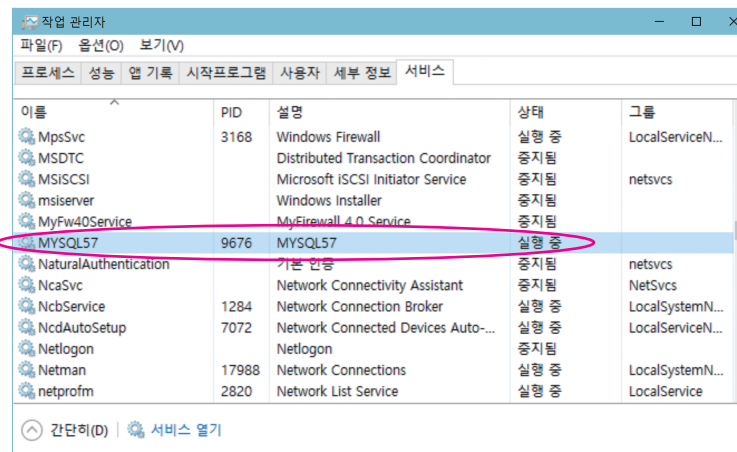 작업 관리자
파일(F) 옵션(O) 보기(V)
프로세스 성능 앱 기록 시작프로그램 사용자 세부 정보 서비스
이름 PID 설명 상태 그룹
MpsSvc 3168 Windows Firewall 실행 중 LocalServiceN...
MSDTC Distributed Transaction Coordinator 중지됨
MSiSCSI Microsoft iSCSI Initiator Service 중지됨 netsvcs
msiserver Windows Installer 중지됨
MyFw40Service MyFirewall 4.0 Service 중지됨
MYSQL57 9676 MYSQL57 실행 중
NaturalAuthentication 기본 인증 중지됨 netsvcs
NcaSvc Network Connectivity Assistant 중지됨 NetSvcs
NcbService 1284 Network Connection Broker 실행 중 LocalSystemN...
NcdAutoSetup 7072 Network Connected Devices Auto-... 실행 중 LocalServiceN...
Netlogon Netlogon 중지됨
Netman 17988 Network Connections 실행 중 LocalSystemN...
netprofm 2820 Network List Service 실행 중 LocalService
간단히(D) 서비스 열기